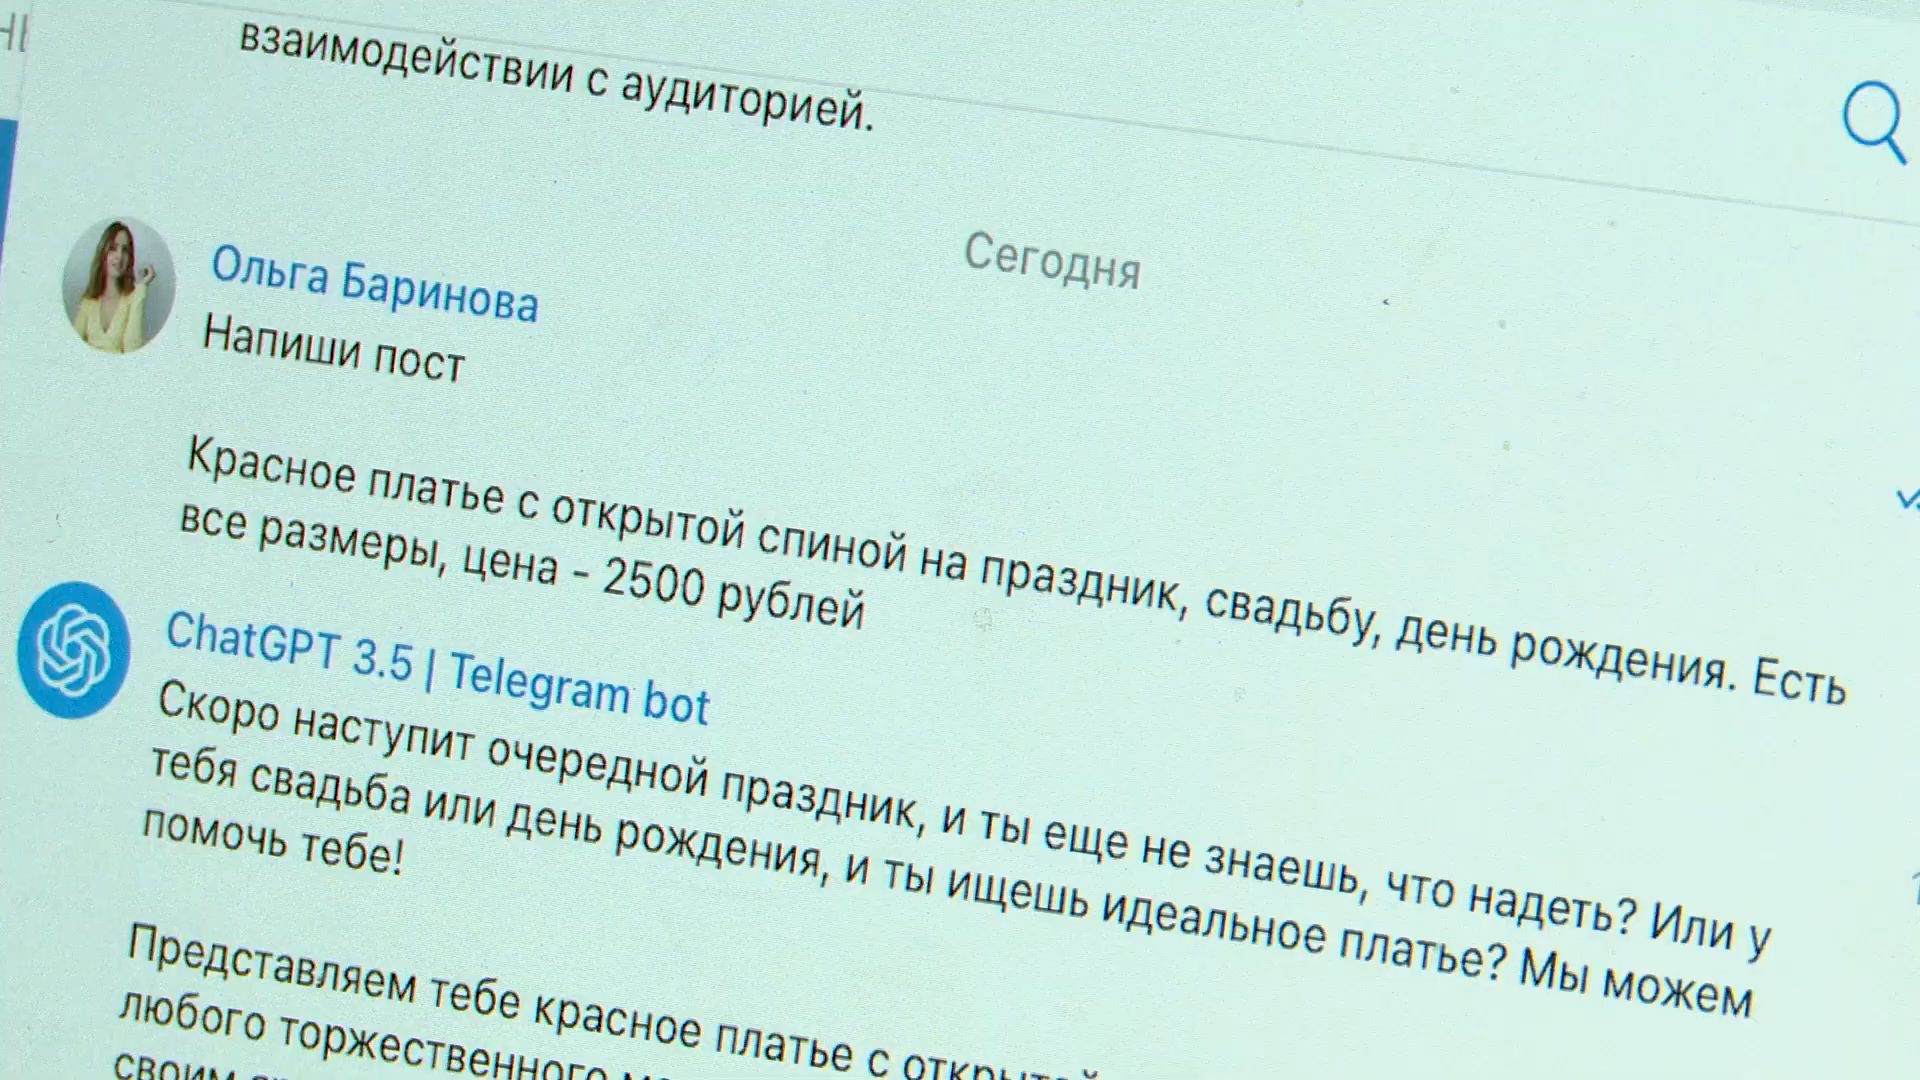 взаимодействии с аудиторией.
Сегодня
Ольга Баринова
Напиши пост
Красное платье с открытой спиной на праздник, свадьбу, день рождения. Есть
все размеры, цена - 2500 рублей
ChatGPT 3.5 | Telegram bot
Скоро наступит очередной праздник, и ты еще не знаешь, что надеть? Или у
тебя свадьба или день рождения, и ты ищешь идеальное платье? Мы можем
помочь тебе!
Представляем тебе красное платье с
любого торжественного
своим